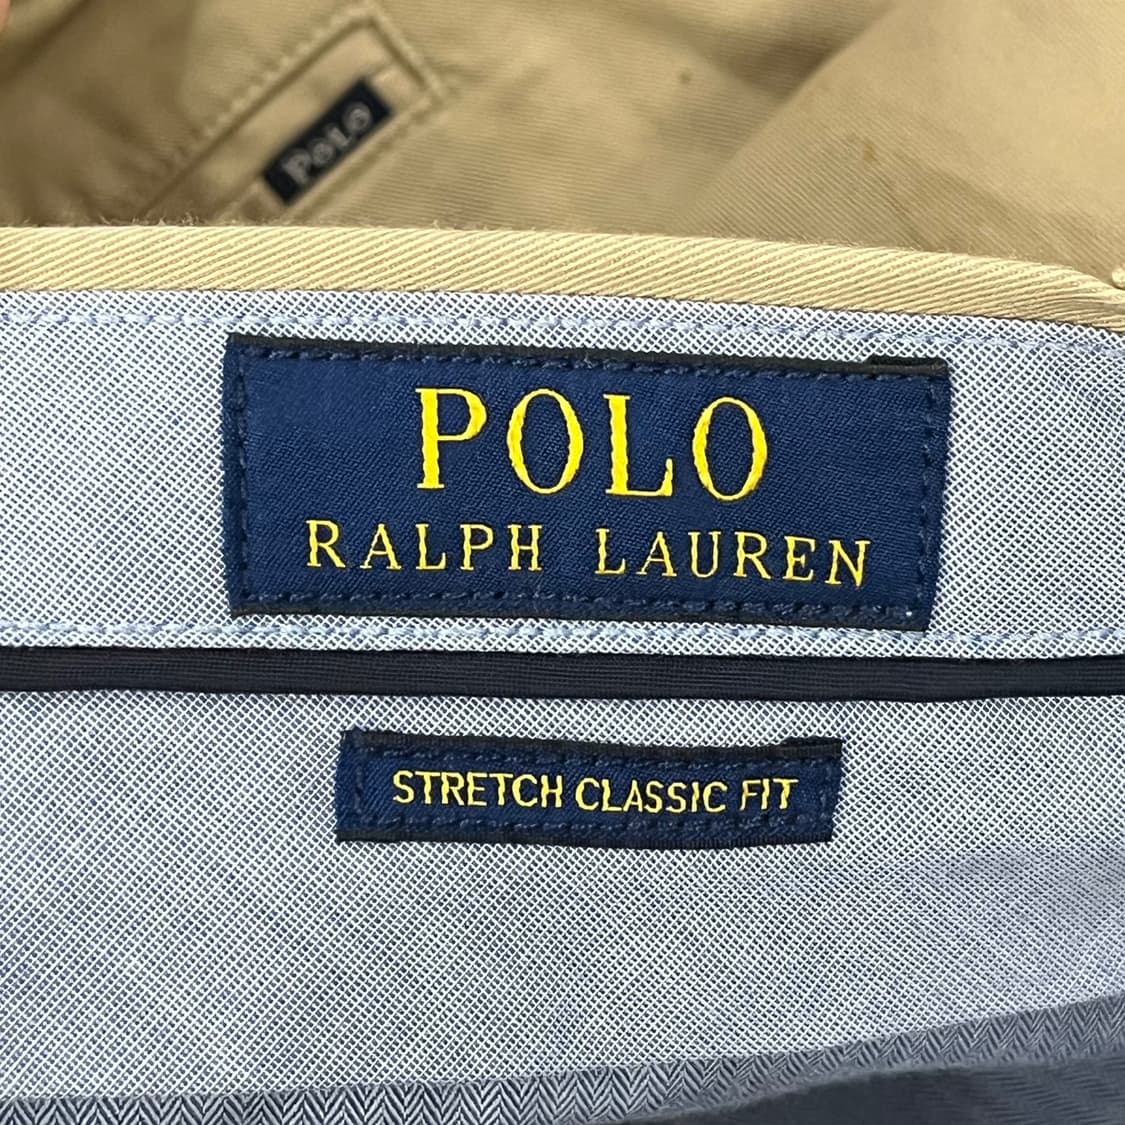 POLO
POLO
RALPH LAUREN
STRETCH CLASSIC FIT